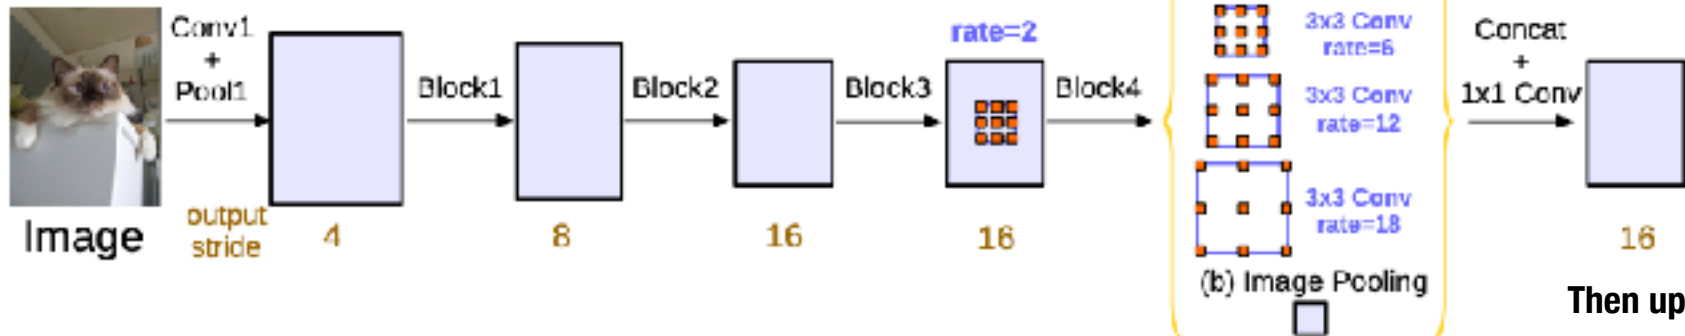 Conv1
+
Pool1
Block1
Block2
Block3
rate=2
Block4
3x3 Conv
rate=6
3x3 Conv
rate=12
3x3 Conv
rate=18
(b) Image Pooling
Concat
+
1x1 Conv
Image
output
stride
4
8
16
16
16
Then up